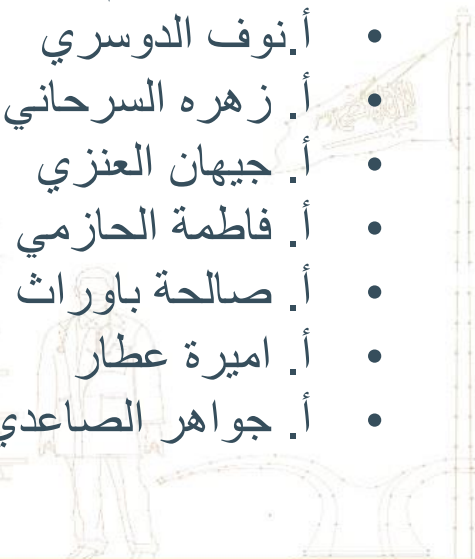 • أ.نوف الدوسري
• أ. زهره السرحاني
• أ. جيهان العنزي
• أ. فاطمة الحازمي
• أ. صالحة باوراث
• أ. اميرة عطار
• أ. جواهر الصاعدي